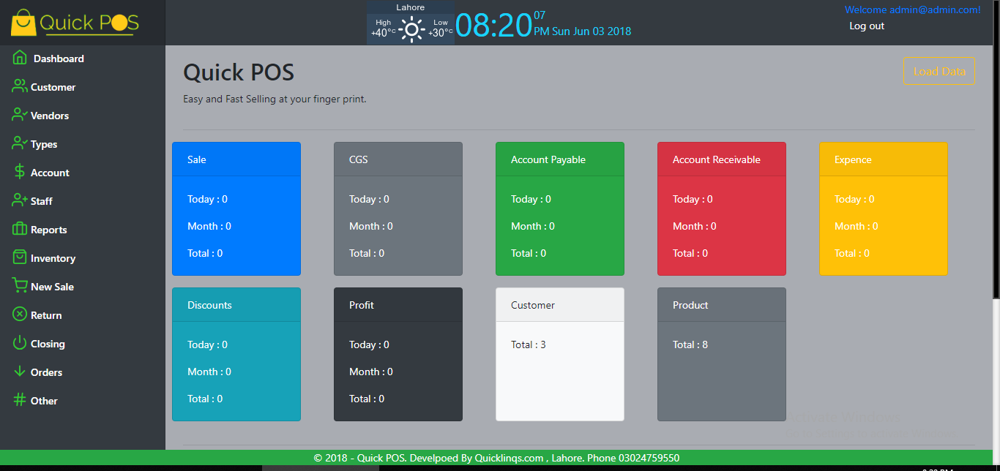 Quick POS
Lahore
High
+40°C
Low
+30°C
08:20
07
PM Sun Jun 03 2018
Welcome admin@admin.com!
Log out
Dashboard
Customer
Vendors
Types
Account
Staff
Reports
Inventory
New Sale
Return
Closing
Orders
Other
Quick POS
Load Data
Easy and Fast Selling at your finger print.
Sale
Today : 0
Month : 0
Total : 0
CGS
Today : 0
Month : 0
Total : 0
Account Payable
Today : 0
Month : 0
Total : 0
Account Receivable
Today : 0
Month : 0
Total : 0
Expence
Today : 0
Month : 0
Total : 0
Discounts
Today : 0
Month : 0
Total : 0
Profit
Today : 0
Month : 0
Total : 0
Customer
Total : 3
Product
Total : 8
Activate Windows
© 2018 - Quick POS. Develpoed By Quicklinqs.com , Lahore. Phone 03024759550